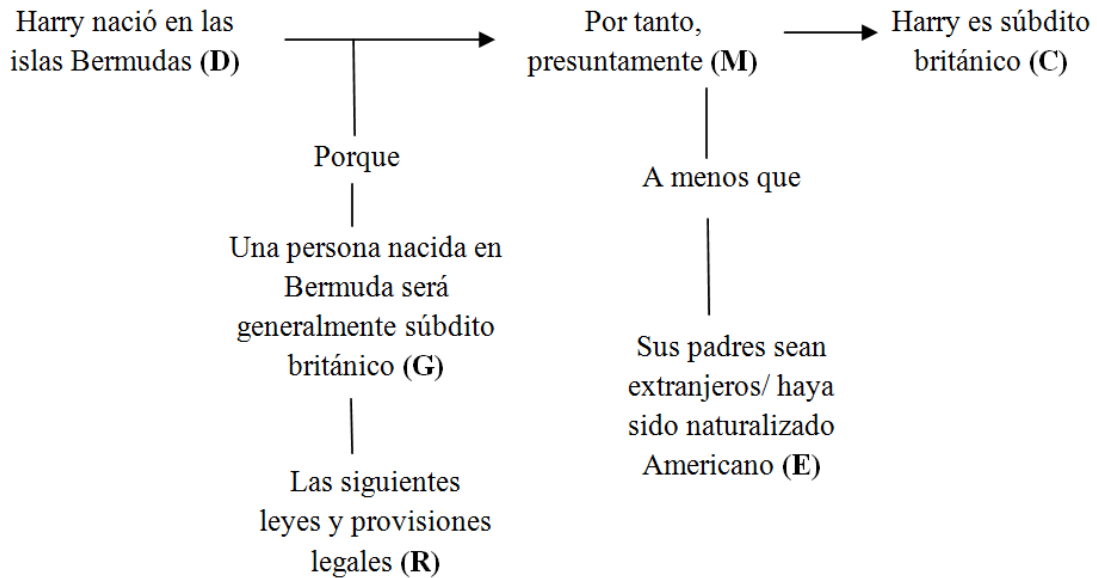 Harry nació en las
islas Bermudas (D)
Por tanto,
presuntamente (M)
Harry es súbdito
británico (C)
Porque
A menos que
Una persona nacida en
Bermuda será
generalmente súbdito
británico (G)
Sus padres sean
extranjeros/ haya
sido naturalizado
Americano (E)
Las siguientes
leyes y provisiones
legales (R)